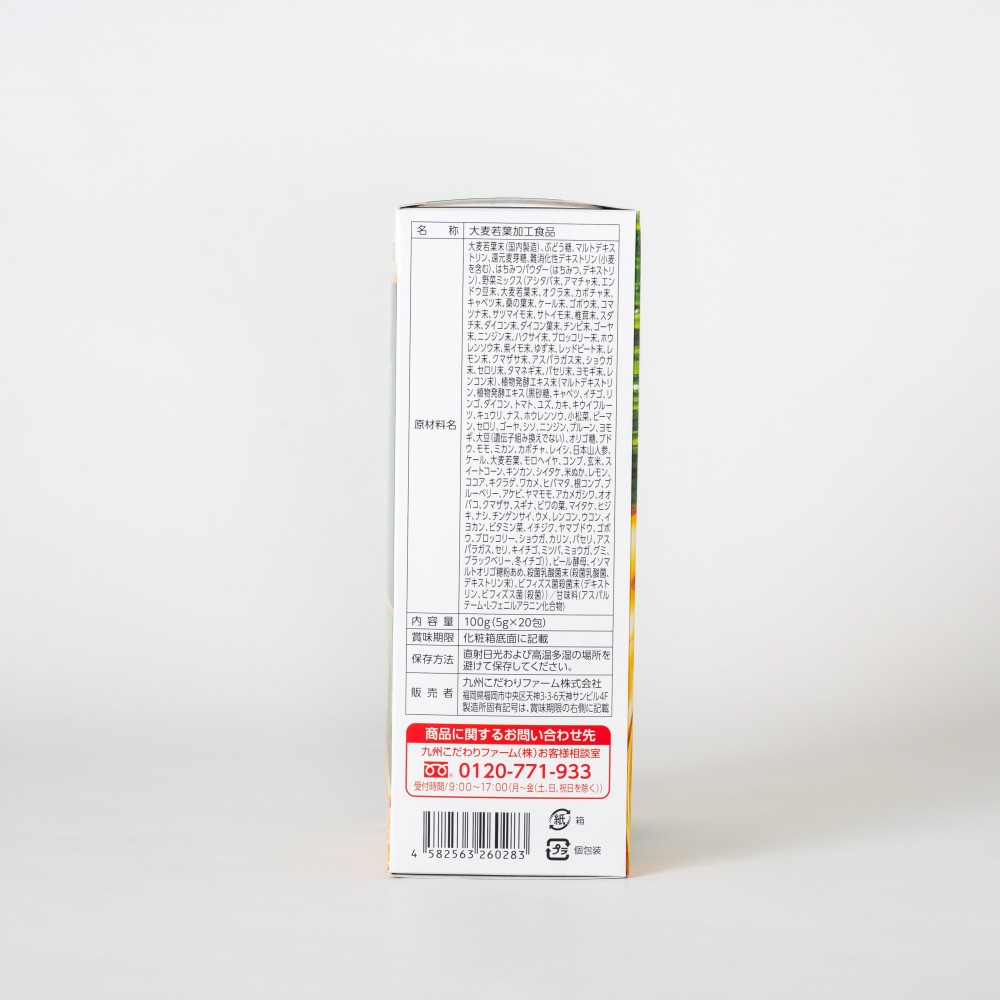 名 称 大麦若葉加工食品
原材料名
大麦若葉末(国内製造)、ぶどう糖、マルトデキス
トリン、還元麦芽糖、難消化性デキストリン(小麦
を含む)、はちみつパウダー(はちみつ、デキストリ
ン)、野菜ミックス(アシタバ末、アマチャ末、エン
ドウ豆末、大麦若葉末、オクラ末、カボチャ末、
キャベツ末、桑の葉末、ケール末、ゴボウ末、コマ
ツナ末、サツマイモ末、サトイモ末、椎茸末、スダ
チ末、ダイコン末、ダイコン葉末、チンピ末、ゴーヤ
末、ニンジン末、ハクサイ末、ブロッコリー末、ホウ
レンソウ末、紫イモ末、ゆず末、レッドビート末、レ
モン末、クマザサ末、アスパラガス末、ショウガ
末、セロリ末、タマネギ末、パセリ末、ヨモギ末、レ
ンコン末)、植物発酵エキス末(マルトデキストリ
ン、植物発酵エキス(黒砂糖、キャベツ、イチゴ、リ
ンゴ、ダイコン、トマト、ユズ、カキ、キウイフルー
ツ、キュウリ、ナス、ホウレンソウ、小松菜、ピーマ
ン、セロリ、ゴーヤ、シソ、ニンジン、プルーン、ヨモ
ギ、大豆(遺伝子組み換えでない)、オリゴ糖、ブド
ウ、モモ、ミカン、カボチャ、レイシ、日本山人参、
ケール、大麦若葉、モロヘイヤ、コンブ、玄米、ス
イートコーン、キンカン、シイタケ、米ぬか、レモン、
ココア、キクラゲ、ワカメ、ヒバマタ、根コンブ、ブ
ルーベリー、アケビ、ヤマモモ、アカメガシワ、オオ
バコ、クマザサ、スギナ、ビワの葉、マイタケ、ヒジ
キ、ナシ、チンゲンサイ、ウメ、レンコン、ウコン、イ
ヨカン、ビタミン菜、イチジク、ヤマブドウ、ゴボ
ウ、ブロッコリー、ショウガ、カリン、パセリ、アス
パラガス、セリ、キイチゴ、ミツバ、ミョウガ、グミ、
ブラックベリー、冬イチゴ))、ビール酵母、イソマ
ルトオリゴ糖粉あめ、殺菌乳酸菌末(殺菌乳酸菌、
デキストリン末)、ビフィズス菌殺菌末(デキスト
リン、ビフィズス菌(殺菌))/甘味料(アスパル
テーム・L-フェニルアラニン化合物)
内容量 100g(5g×20包)
賞味期限 化粧箱底面に記載
保存方法 直射日光および高温多湿の場所を
避けて保存してください。
販売者 九州こだわりファーム株式会社
福岡県福岡市中央区天神3-3-6天神サンビル4F
製造所固有記号は、賞味期限の右側に記載
商品に関するお問い合わせ先
九州こだわりファーム(株)お客様相談室
0120-771-933
受付時間/9:00~17:00(月~金(土、日、祝日を除く))
紙 箱
4 582563 260283
プラ 個包装